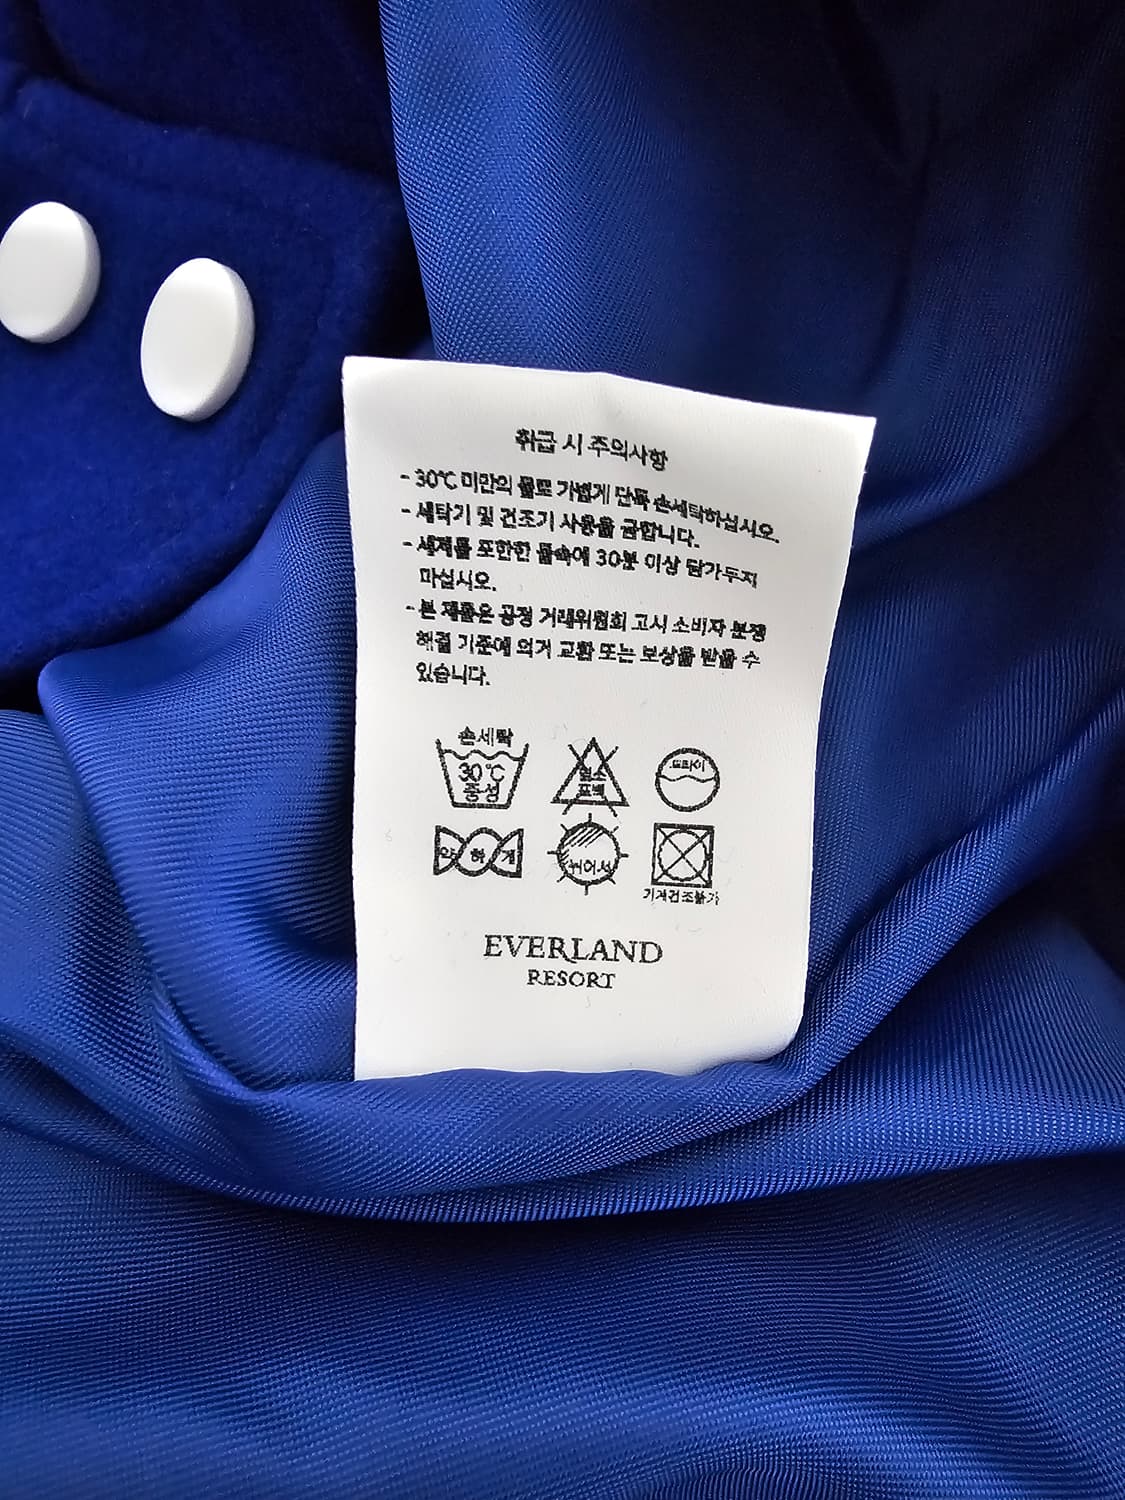 취급 시 주의사항
- 30℃ 미만의 물로 가볍게 단독 손세탁하십시오.
- 세탁기 및 건조기 사용을 금합니다.
- 세제를 포함한 물속에 30분 이상 담가두지
마십시오.
- 본 제품은 공정 거래위원회 고시 소비자 분쟁
해결 기준에 의거 교환 또는 보상을 받을 수
있습니다.
손세탁
30℃
중성
염소
표백
드라이
약하게
뉘어서
기계건조불가
EVERLAND
RESORT